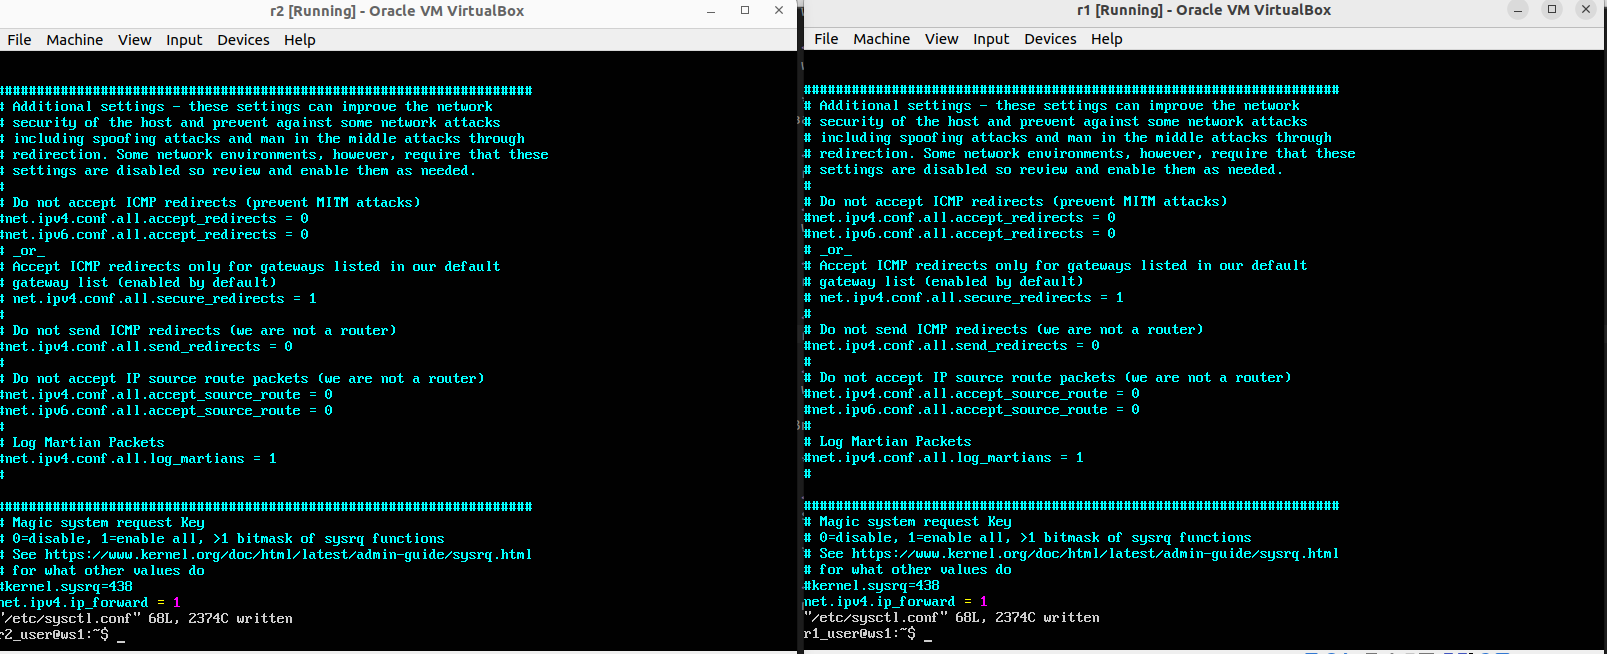 r2 [Running] - Oracle VM VirtualBox
File Machine View Input Devices Help
###################################################################
# Additional settings - these settings can improve the network
# security of the host and prevent against some network attacks
# including spoofing attacks and man in the middle attacks through
# redirection. Some network environments, however, require that these
# settings are disabled so review and enable them as needed.
#
# Do not accept ICMP redirects (prevent MITM attacks)
#net.ipv4.conf.all.accept_redirects = 0
#net.ipv6.conf.all.accept_redirects = 0
# _or_
# Accept ICMP redirects only for gateways listed in our default
# gateway list (enabled by default)
# net.ipv4.conf.all.secure_redirects = 1
#
# Do not send ICMP redirects (we are not a router)
#net.ipv4.conf.all.send_redirects = 0
#
# Do not accept IP source route packets (we are not a router)
#net.ipv4.conf.all.accept_source_route = 0
#net.ipv6.conf.all.accept_source_route = 0
#
# Log Martian Packets
#net.ipv4.conf.all.log_martians = 1
#
###################################################################
# Magic system request Key
# 0=disable, 1=enable all, >1 bitmask of sysrq functions
# See https://www.kernel.org/doc/html/latest/admin-guide/sysrq.html
# for what other values do
#kernel.sysrq=438
net.ipv4.ip_forward = 1
"/etc/sysctl.conf" 68L, 2374C written
r2_user@ws1:~$ _
r1 [Running] - Oracle VM VirtualBox
File Machine View Input Devices Help
###################################################################
# Additional settings - these settings can improve the network
# security of the host and prevent against some network attacks
# including spoofing attacks and man in the middle attacks through
# redirection. Some network environments, however, require that these
# settings are disabled so review and enable them as needed.
#
# Do not accept ICMP redirects (prevent MITM attacks)
#net.ipv4.conf.all.accept_redirects = 0
#net.ipv6.conf.all.accept_redirects = 0
# _or_
# Accept ICMP redirects only for gateways listed in our default
# gateway list (enabled by default)
# net.ipv4.conf.all.secure_redirects = 1
#
# Do not send ICMP redirects (we are not a router)
#net.ipv4.conf.all.send_redirects = 0
#
# Do not accept IP source route packets (we are not a router)
#net.ipv4.conf.all.accept_source_route = 0
#net.ipv6.conf.all.accept_source_route = 0
#
# Log Martian Packets
#net.ipv4.conf.all.log_martians = 1
#
###################################################################
# Magic system request Key
# 0=disable, 1=enable all, >1 bitmask of sysrq functions
# See https://www.kernel.org/doc/html/latest/admin-guide/sysrq.html
# for what other values do
#kernel.sysrq=438
net.ipv4.ip_forward = 1
"/etc/sysctl.conf" 68L, 2374C written
r1_user@ws1:~$ _